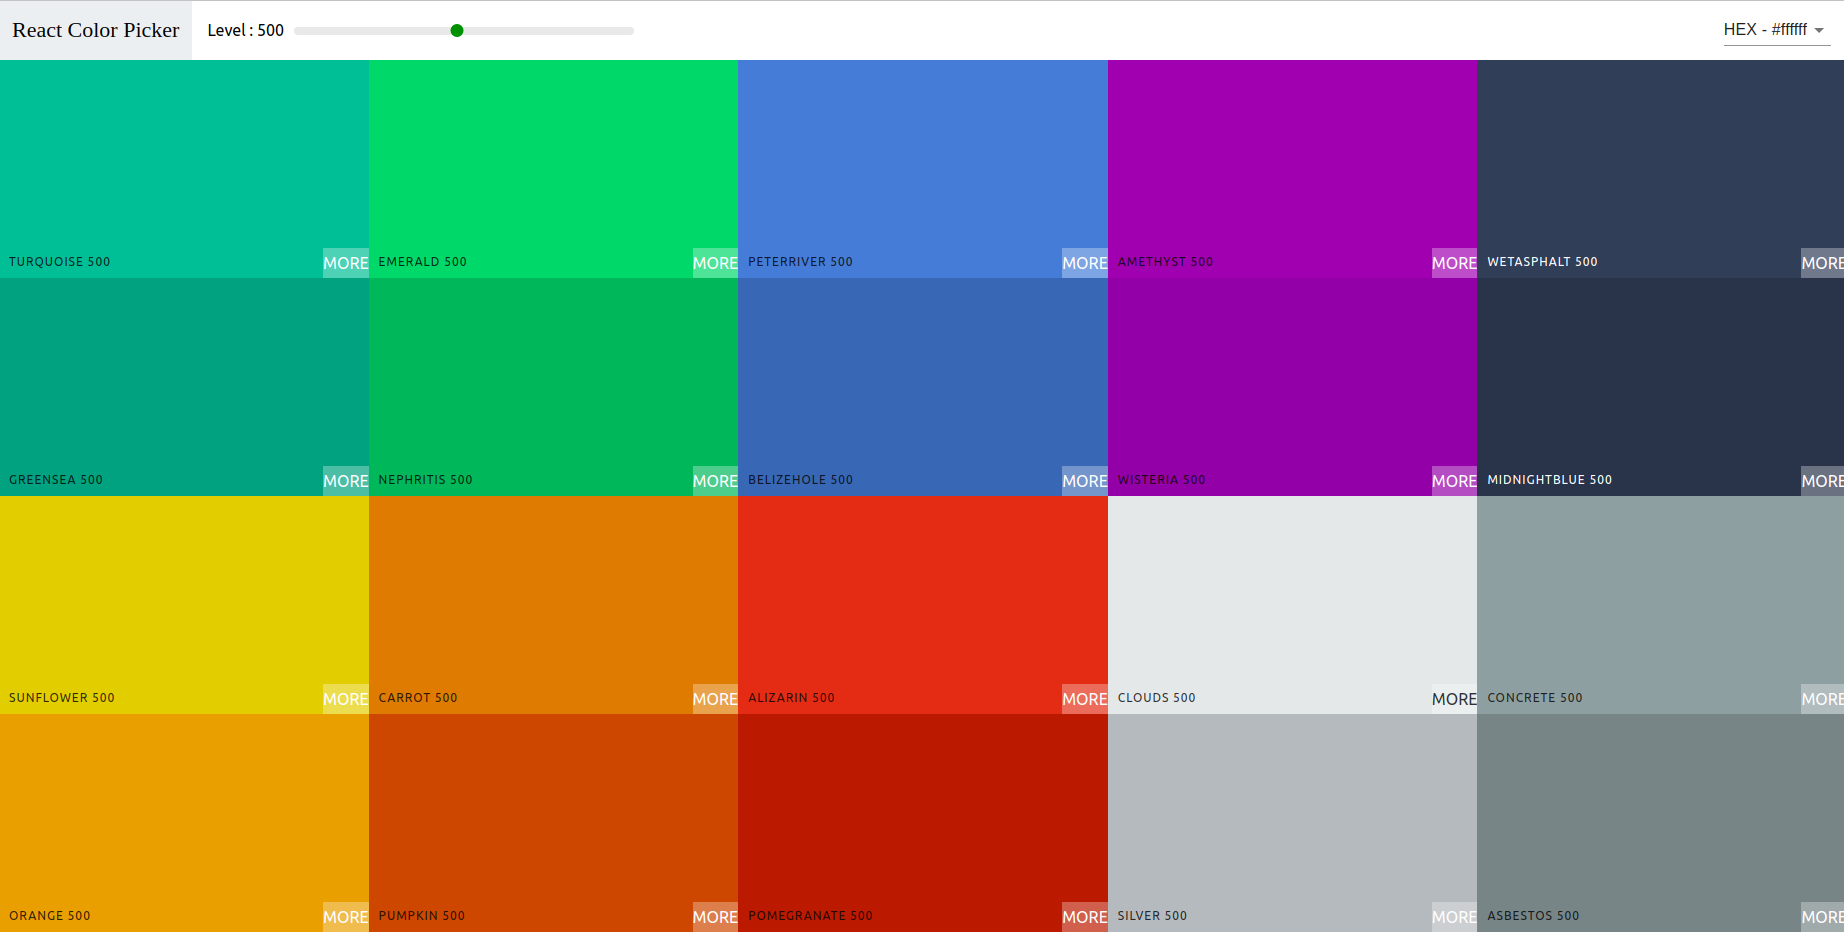 React Color Picker
Level : 500
HEX - #ffffff
TURQUOISE 500 MORE
EMERALD 500 MORE
PETERRIVER 500 MORE
AMETHYST 500 MORE
WETASPHALT 500 MORE
GREENSEA 500 MORE
NEPHRITIS 500 MORE
BELIZEHOLE 500 MORE
WISTERIA 500 MORE
MIDNIGHTBLUE 500 MORE
SUNFLOWER 500 MORE
CARROT 500 MORE
ALIZARIN 500 MORE
CLOUDS 500 MORE
CONCRETE 500 MORE
ORANGE 500 MORE
PUMPKIN 500 MORE
POMEGRANATE 500 MORE
SILVER 500 MORE
ASBESTOS 500 MORE